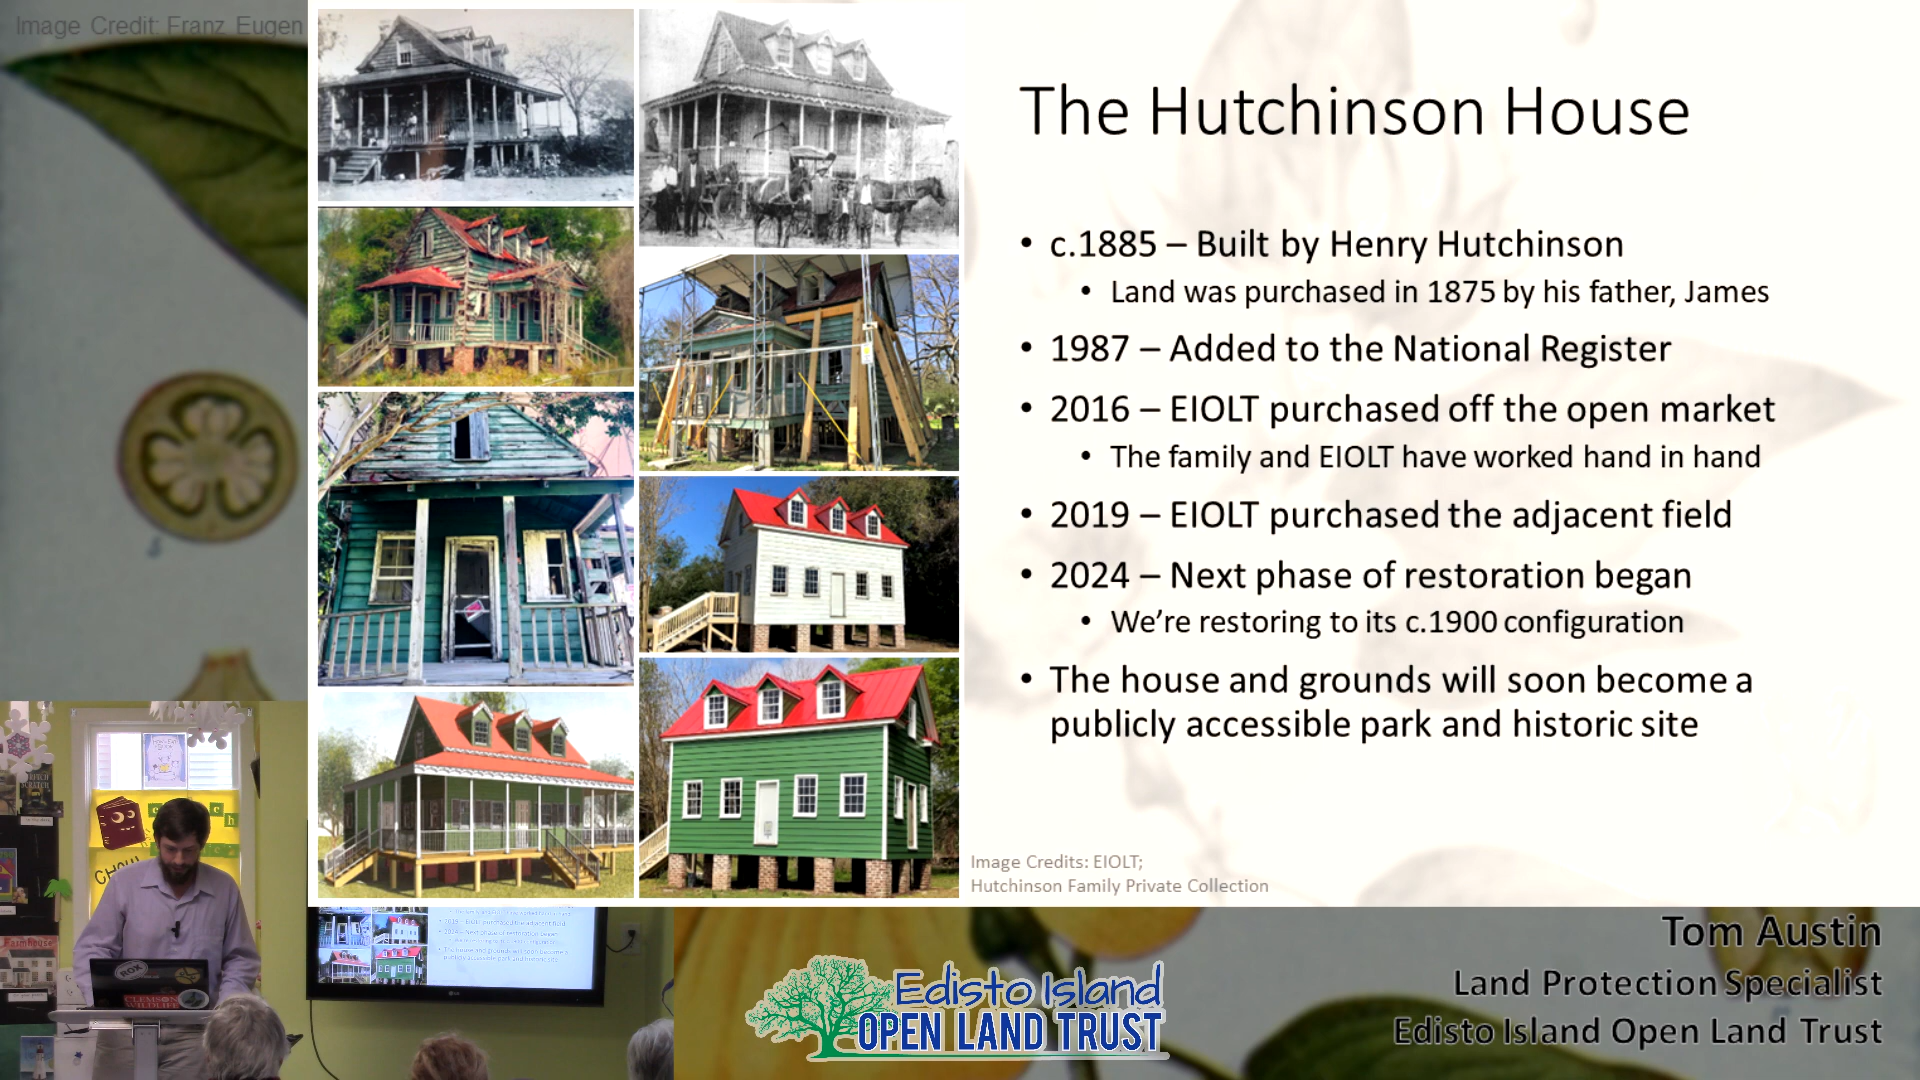 Image Credit: Franz Eugen
The Hutchinson House
• c.1885 – Built by Henry Hutchinson
• Land was purchased in 1875 by his father, James
• 1987 – Added to the National Register
• 2016 – EIOLT purchased off the open market
• The family and EIOLT have worked hand in hand
• 2019 – EIOLT purchased the adjacent field
• 2024 – Next phase of restoration began
• We’re restoring to its c.1900 configuration
• The house and grounds will soon become a
publicly accessible park and historic site
Image Credits: EIOLT;
Hutchinson Family Private Collection
ROX
CLEMSON
WILDLIFE
Farmhouse
Edisto Island
OPEN LAND TRUST
Tom Austin
Land Protection Specialist
Edisto Island Open Land Trust